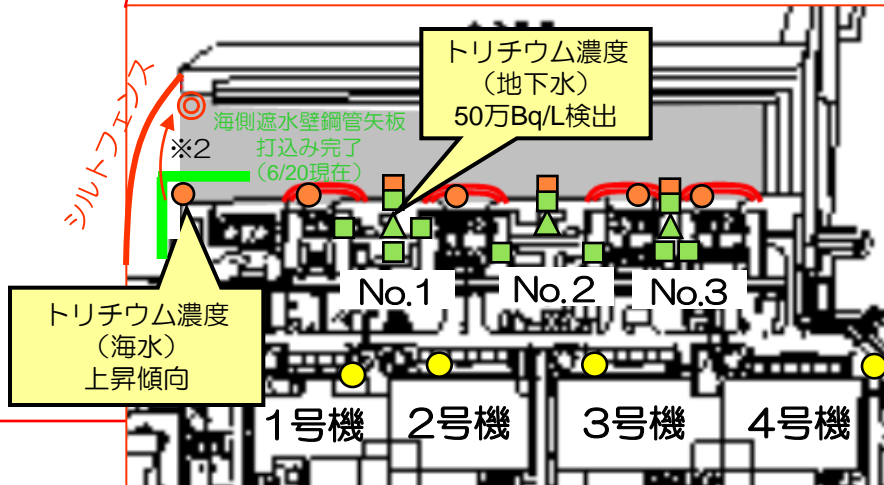 トリチウム濃度
（地下水）
50万Bq/L検出
シルトフェンス
海側遮水壁鋼管矢板
打込み完了
（6/20現在）
※2
No.1
No.2
No.3
トリチウム濃度
（海水）
上昇傾向
1号機
2号機
3号機
4号機